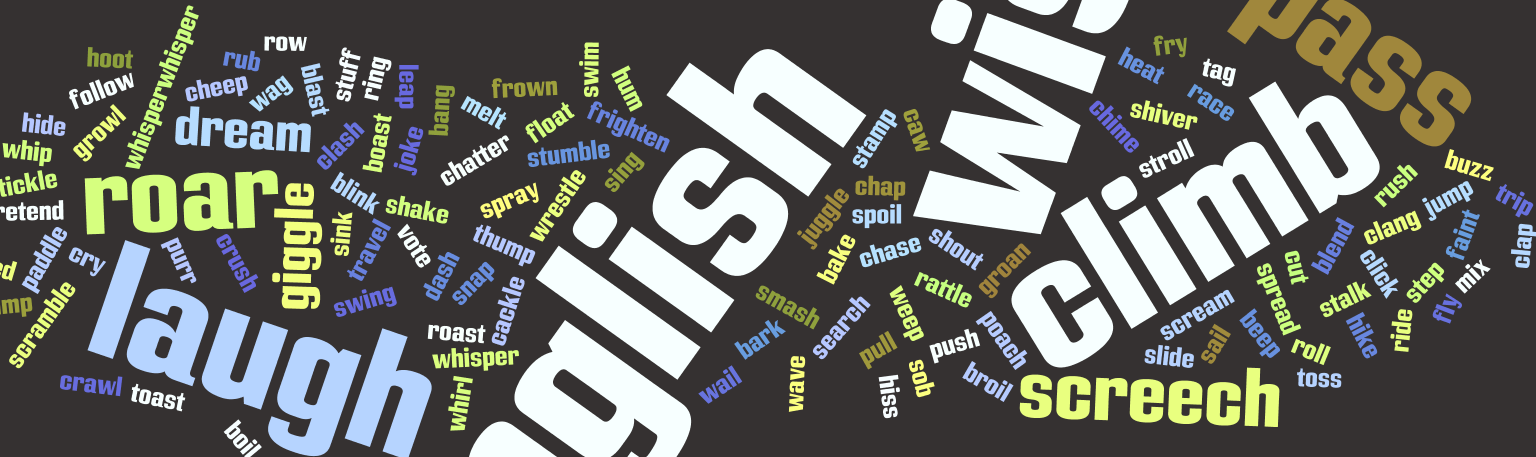 hoot
follow
whisperwhisper
rub
row
cheep
wag
blast
stuff
ring
deal
bang
frown
swim
hum
melt
float
frighten
hide
growl
dream
clash
boast
joke
chatter
stumble
sing
whip
tickle
retend
roar
giggle
blink
shake
sink
travel
vote
spray
wrestle
thump
paddle
cry
purr
crush
swing
dash
snap
cackle
ed
mp
scramble
laugh
roast
whisper
whirl
crawl
toast
boil
glish
wis
pass
stamp
caw
chap
juggle
spoil
bake
chase
shout
groan
rattle
smash
search
weep
bark
pull
push
poach
wail
wave
hiss
sob
broil
climb
screech
heat
fry
tag
race
chime
shiver
stroll
buzz
rush
jump
trip
clang
faint
clap
blend
click
cut
spread
stalk
step
mix
fly
hike
ride
scream
sail
slide
beep
roll
toss